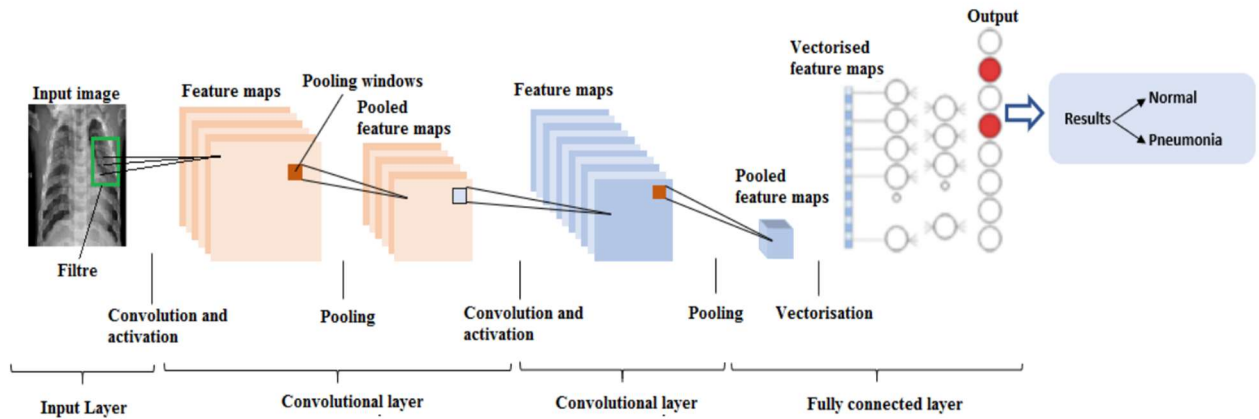 Output
Vectorised
feature maps
Input image
Feature maps
Pooling windows
Pooled
feature maps
Feature maps
Results
Normal
Pneumonia
Pooled
feature maps
Filtre
Convolution and
activation
Pooling
Convolution and
activation
Pooling
Vectorisation
Input Layer
Convolutional layer
Convolutional layer
Fully connected layer